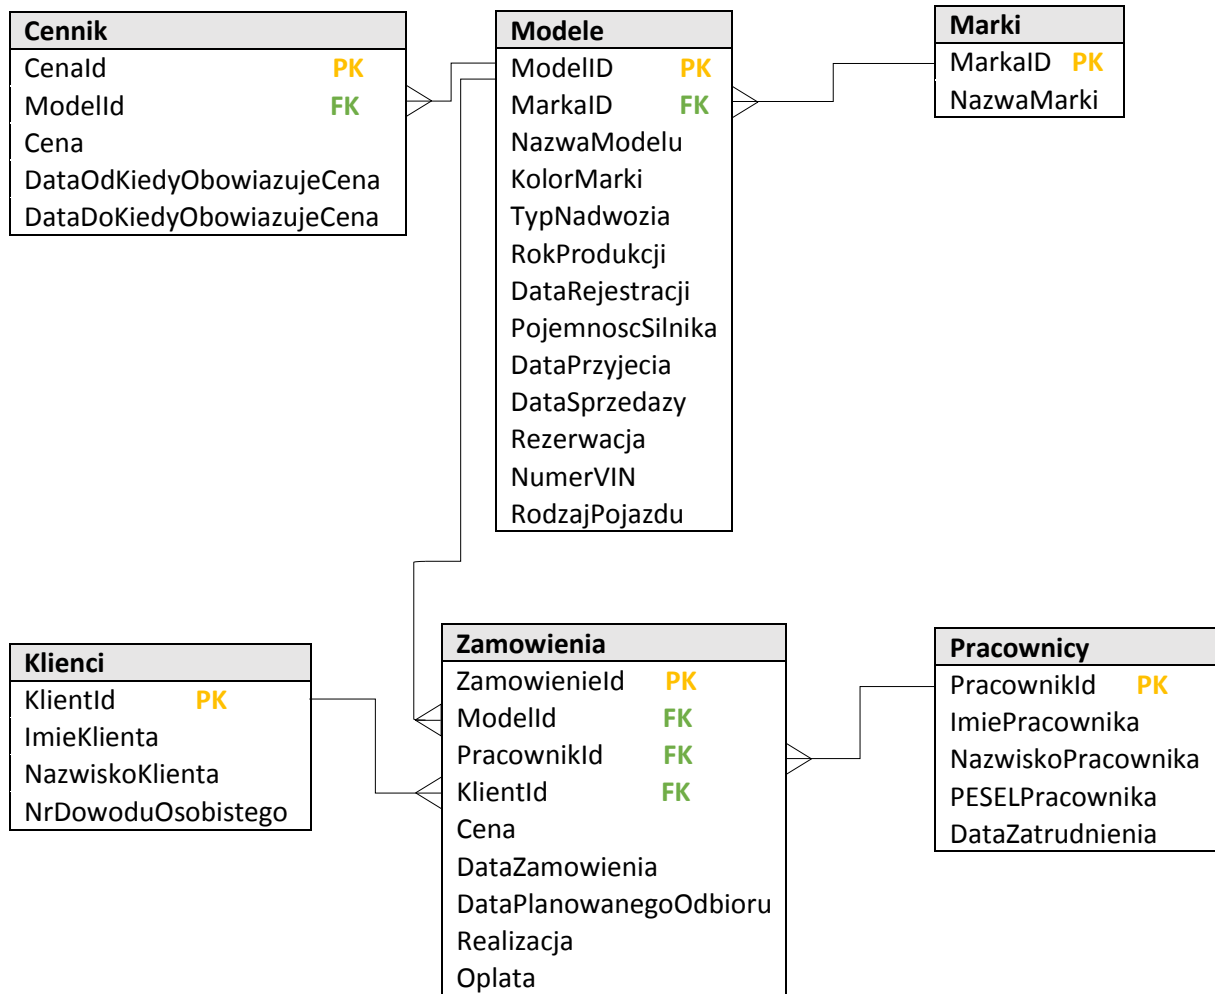 Cennik
CenaId PK
ModelId FK
Cena
DataOdKiedyObowiazujeCena
DataDoKiedyObowiazujeCena
Modele
ModelID PK
MarkaID FK
NazwaModelu
KolorMarki
TypNadwozia
RokProdukcji
DataRejestracji
PojemnoscSilnika
DataPrzyjecia
DataSprzedazy
Rezerwacja
NumerVIN
RodzajPojazdu
Marki
MarkaID PK
NazwaMarki
Klienci
KlientId PK
ImieKlienta
NazwiskoKlienta
NrDowoduOsobistego
Zamowienia
ZamowienieId PK
ModelId FK
PracownikId FK
KlientId FK
Cena
DataZamowienia
DataPlanowanegoOdbioru
Realizacja
Oplata
Pracownicy
PracownikId PK
ImiePracownika
NazwiskoPracownika
PESELPracownika
DataZatrudnienia